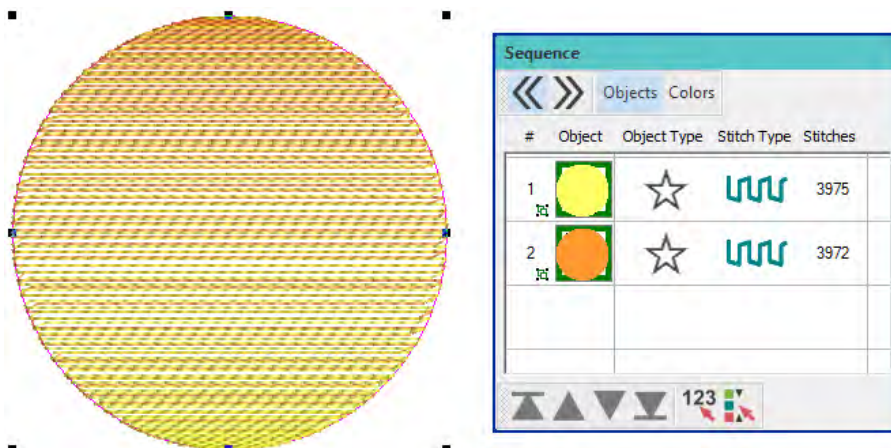 Sequence
Objects Colors
# Object Object Type Stitch Type Stitches
1 3975
2 3972
123